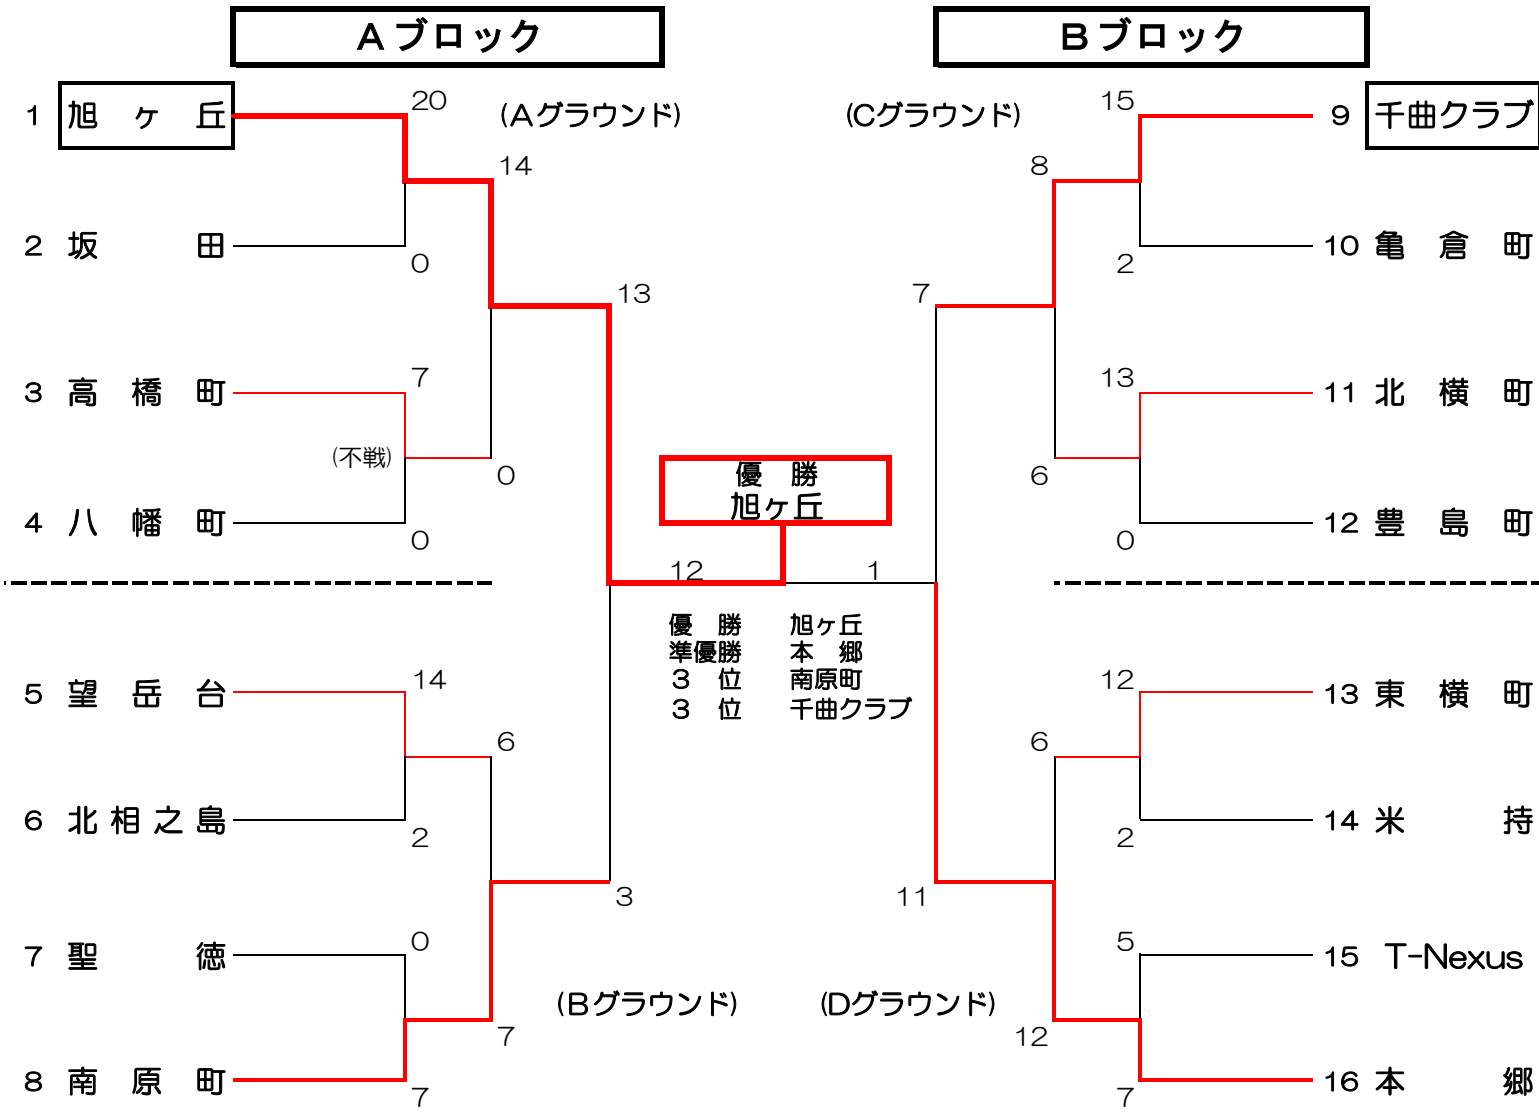 Aブロック Bブロック
1 旭ヶ丘 20 (Aグラウンド) (Cグラウンド) 15 9 千曲クラブ
14 8
2 坂田 0 2 10 亀倉町
13 7
3 高橋町 7 13 11 北横町
(不戦) 0 6
優勝
旭ヶ丘
4 八幡町 0 0 12 豊島町
12 1
優勝 旭ヶ丘
準優勝 本郷
3位 南原町
3位 千曲クラブ
5 望岳台 14 12 13 東横町
6 6
6 北相之島 2 2 14 米持
3 11
7 聖徳 0 5 15 T-Nexus
(Bグラウンド) (Dグラウンド)
7 12
8 南原町 7 7 16 本郷